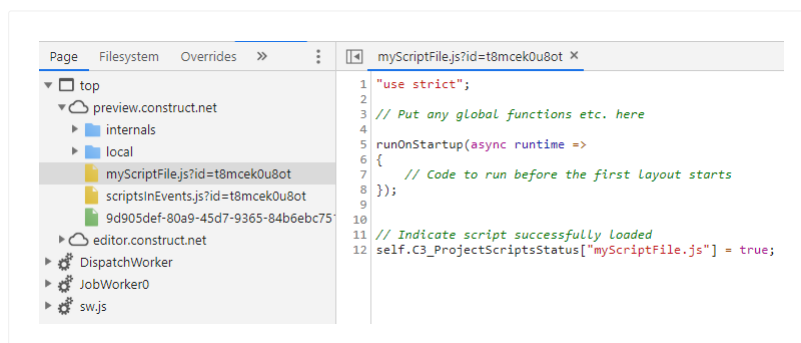 Page Filesystem Overrides »
top
preview.construct.net
internals
local
myScriptFile.js?id=t8mcek0u8ot
scriptsInEvents.js?id=t8mcek0u8ot
9d905def-80a9-45d7-9365-84b6ebc751
editor.construct.net
DispatchWorker
JobWorker0
sw.js
myScriptFile.js?id=t8mcek0u8ot ×
1 "use strict";
2
3 // Put any global functions etc. here
4
5 runOnStartup(async runtime =>
6 {
7 // Code to run before the first layout starts
8 });
9
10
11 // Indicate script successfully loaded
12 self.C3_ProjectScriptsStatus["myScriptFile.js"] = true;